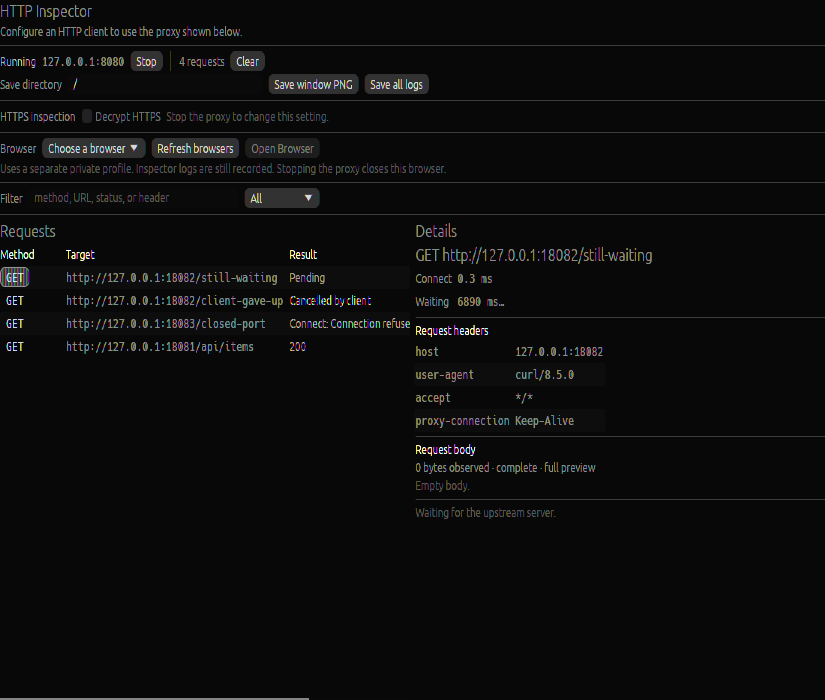 HTTP Inspector
Configure an HTTP client to use the proxy shown below.
Running 127.0.0.1:8080 Stop 4 requests Clear
Save directory / Save window PNG Save all logs
HTTPS inspection Decrypt HTTPS Stop the proxy to change this setting.
Browser Choose a browser Refresh browsers Open Browser
Uses a separate private profile. Inspector logs are still recorded. Stopping the proxy closes this browser.
Filter method, URL, status, or header All
Requests
Method Target Result
GET http://127.0.0.1:18082/still-waiting Pending
GET http://127.0.0.1:18082/client-gave-up Cancelled by client
GET http://127.0.0.1:18083/closed-port Connect: Connection refuse
GET http://127.0.0.1:18081/api/items 200
Details
GET http://127.0.0.1:18082/still-waiting
Connect 0.3 ms
Waiting 6890 ms…
Request headers
host 127.0.0.1:18082
user-agent curl/8.5.0
accept */*
proxy-connection Keep-Alive
Request body
0 bytes observed · complete · full preview
Empty body.
Waiting for the upstream server.